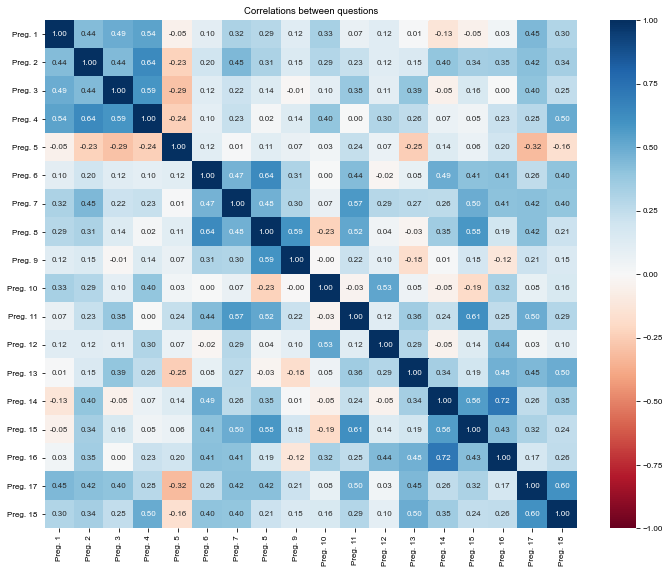 Correlations between questions
Preg. 1 1.00 0.44 0.49 0.54 -0.05 0.10 0.32 0.29 0.12 0.33 0.07 0.12 0.01 -0.13 -0.05 0.03 0.45 0.30
Preg. 2 0.44 1.00 0.44 0.64 -0.23 0.20 0.45 0.31 0.15 0.29 0.23 0.12 0.15 0.40 0.34 0.35 0.42 0.34
Preg. 3 0.49 0.44 1.00 0.59 -0.29 0.12 0.22 0.14 -0.01 0.10 0.38 0.11 0.39 -0.05 0.16 0.00 0.40 0.25
Preg. 4 0.54 0.64 0.59 1.00 -0.24 0.10 0.23 0.02 0.14 0.40 0.00 0.30 0.26 0.07 0.05 0.23 0.28 0.50
Preg. 5 -0.05 -0.23 -0.29 -0.24 1.00 0.12 0.01 0.11 0.07 0.03 0.24 0.07 -0.25 0.14 0.06 0.20 -0.32 -0.16
Preg. 6 0.10 0.20 0.12 0.10 0.12 1.00 0.47 0.64 0.31 0.00 0.44 -0.02 0.08 0.49 0.41 0.41 0.26 0.40
Preg. 7 0.32 0.45 0.22 0.23 0.01 0.47 1.00 0.48 0.30 0.07 0.57 0.29 0.27 0.26 0.50 0.41 0.42 0.40
Preg. 8 0.29 0.31 0.14 0.02 0.11 0.64 0.48 1.00 0.59 -0.23 0.52 0.04 -0.03 0.35 0.58 0.19 0.42 0.21
Preg. 9 0.12 0.15 -0.01 0.14 0.07 0.31 0.30 0.59 1.00 -0.00 0.22 0.10 -0.18 0.01 0.18 -0.12 0.21 0.15
Preg. 10 0.33 0.29 0.10 0.40 0.03 0.00 0.07 -0.23 -0.00 1.00 -0.03 0.53 0.05 -0.05 -0.19 0.32 0.08 0.16
Preg. 11 0.07 0.23 0.38 0.00 0.24 0.44 0.57 0.52 0.22 -0.03 1.00 0.12 0.36 0.24 0.61 0.25 0.50 0.29
Preg. 12 0.12 0.12 0.11 0.30 0.07 -0.02 0.29 0.04 0.10 0.53 0.12 1.00 0.29 -0.05 0.14 0.44 0.03 0.10
Preg. 13 0.01 0.15 0.39 0.26 -0.25 0.08 0.27 -0.03 -0.18 0.05 0.36 0.29 1.00 0.34 0.19 0.48 0.45 0.50
Preg. 14 -0.13 0.40 -0.05 0.07 0.14 0.49 0.26 0.35 0.01 -0.05 0.24 -0.05 0.34 1.00 0.56 0.72 0.26 0.35
Preg. 15 -0.05 0.34 0.16 0.05 0.06 0.41 0.50 0.58 0.18 -0.19 0.61 0.14 0.19 0.56 1.00 0.43 0.32 0.24
Preg. 16 0.03 0.35 0.00 0.23 0.20 0.41 0.41 0.19 -0.12 0.32 0.25 0.44 0.48 0.72 0.43 1.00 0.17 0.26
Preg. 17 0.45 0.42 0.40 0.28 -0.32 0.26 0.42 0.42 0.21 0.08 0.50 0.03 0.45 0.26 0.32 0.17 1.00 0.60
Preg. 18 0.30 0.34 0.25 0.50 -0.16 0.40 0.40 0.21 0.15 0.16 0.29 0.10 0.50 0.35 0.24 0.26 0.60 1.00
Preg. 1 Preg. 2 Preg. 3 Preg. 4 Preg. 5 Preg. 6 Preg. 7 Preg. 8 Preg. 9 Preg. 10 Preg. 11 Preg. 12 Preg. 13 Preg. 14 Preg. 15 Preg. 16 Preg. 17 Preg. 18
1.00
0.75
0.50
0.25
0.00
-0.25
-0.50
-0.75
-1.00